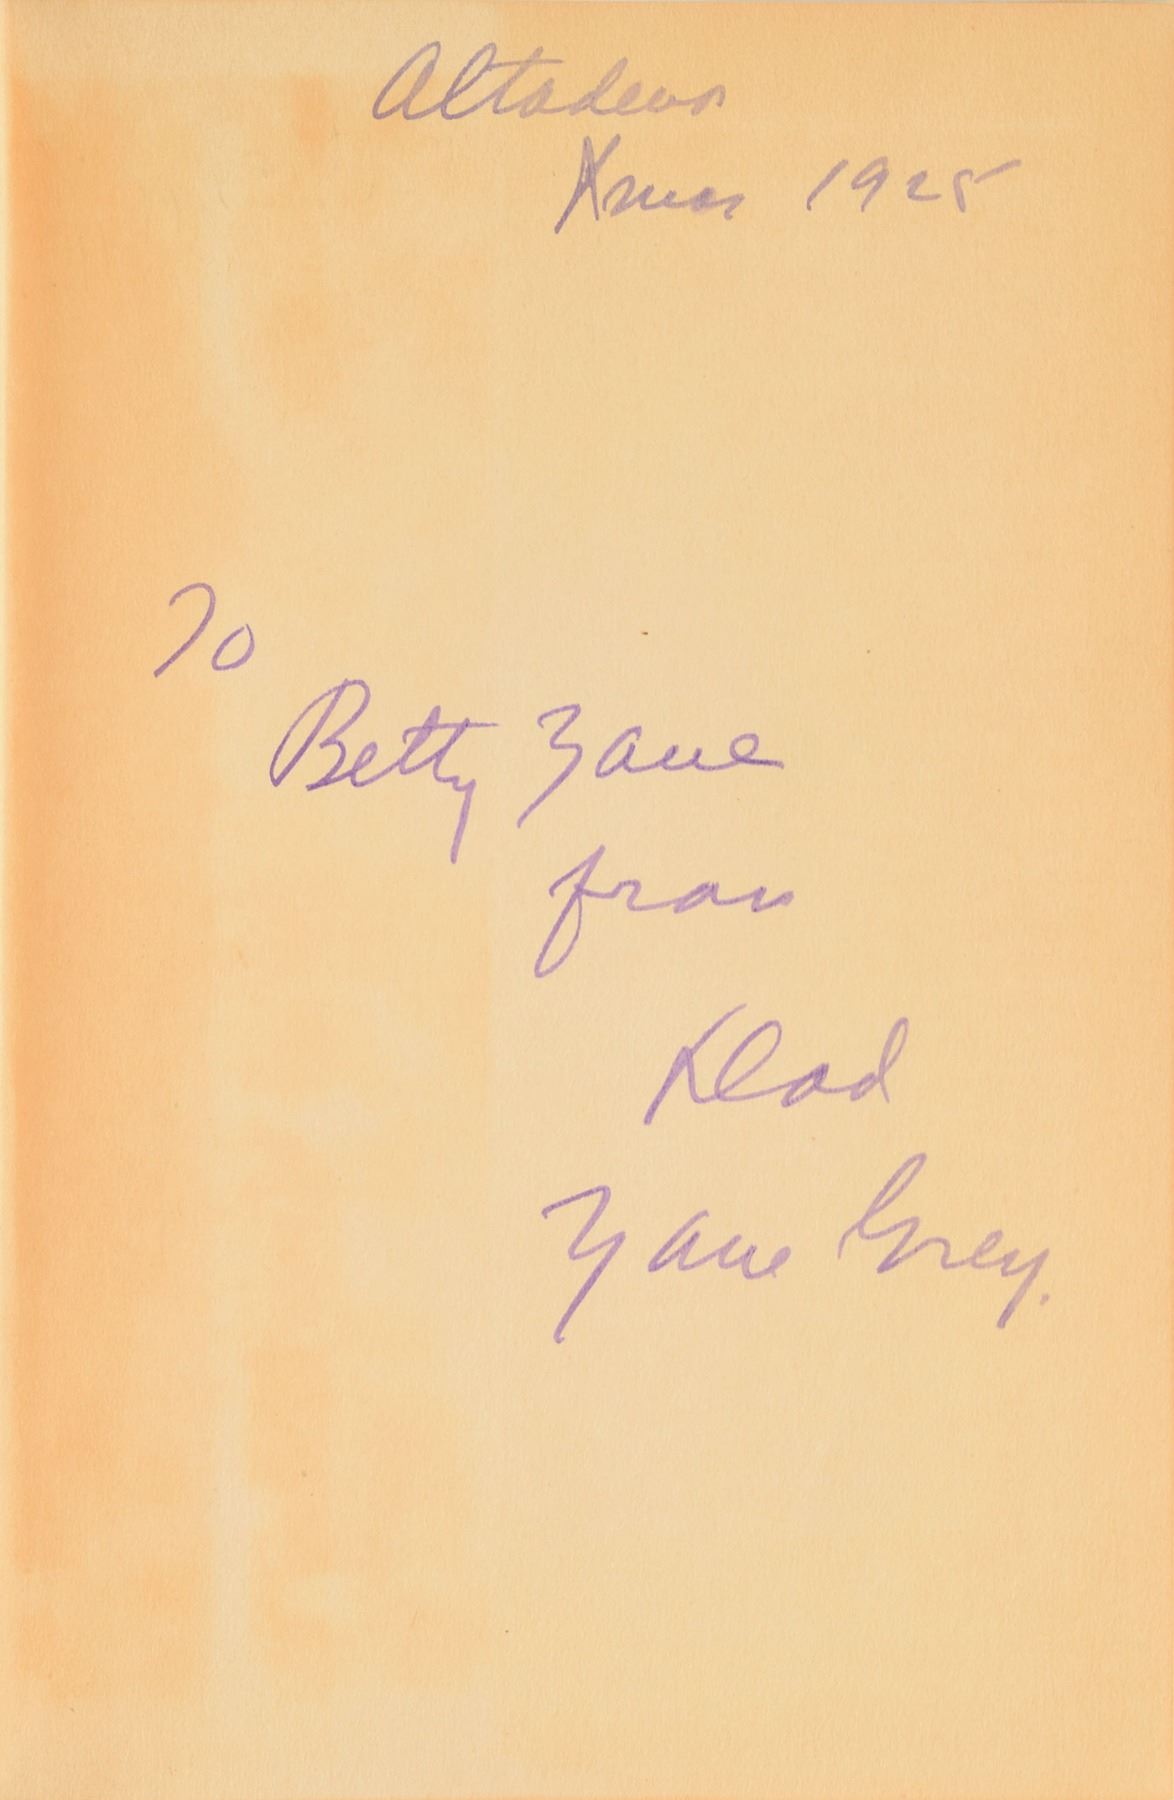 Altadena
Xmas 1925
To
Betty Zane
from
Dad
Zane Grey.